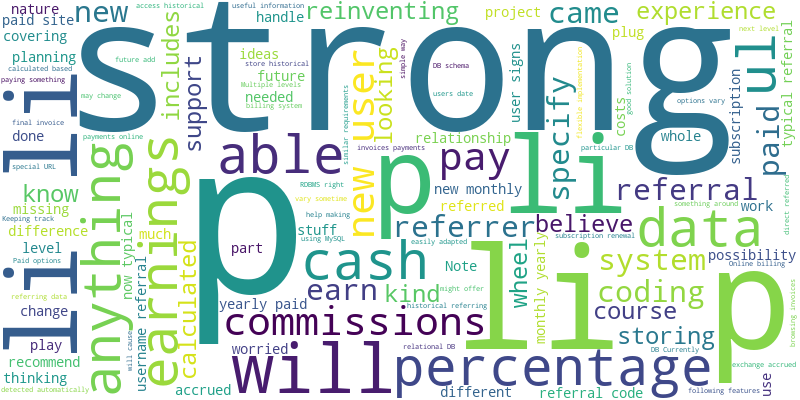 nature
covering
paid site
access historical
new
planning
calculated based
paying something
li
may change
final invoice
done
special URL
know
missing
Keeping track
difference
level
Paid options
referring data
change
play
recommend
thinking
detected automatically
strong
includes
support
handle
ideas
store historical
future
Multiple levels
needed
billing system
future add
useful information
reinventing
user
looking
similar requirements
simple way
DB schema
users date
came
project
plug
experience
user signs
specify
flexible implementation
costs
good solution
whole
options vary
next level
subscription
ul
paid
typical referral
payments online
anything
now typical
username referral
much
will cause
earnings
calculated
able
p
relationship
invoices payments
pay
p
li
particular DB
referral
work
something around
direct referred
RDBMS right
vary somptime
new
new monthly
referred
referrer
believe
data
help making
stuff
using MySQL
part
easily adapted
subscription renewal
possibility
Online billing
cash
Note
might offer
kind
li
wheel
monthly yearly
system
coding
course
p
browsing invoices
earn
yearly paid
historical referring
commissions
storing
worried
relational DB
DB Currently
exchange accrued
li
accrued
will
percentage
different
referral code
following features
use